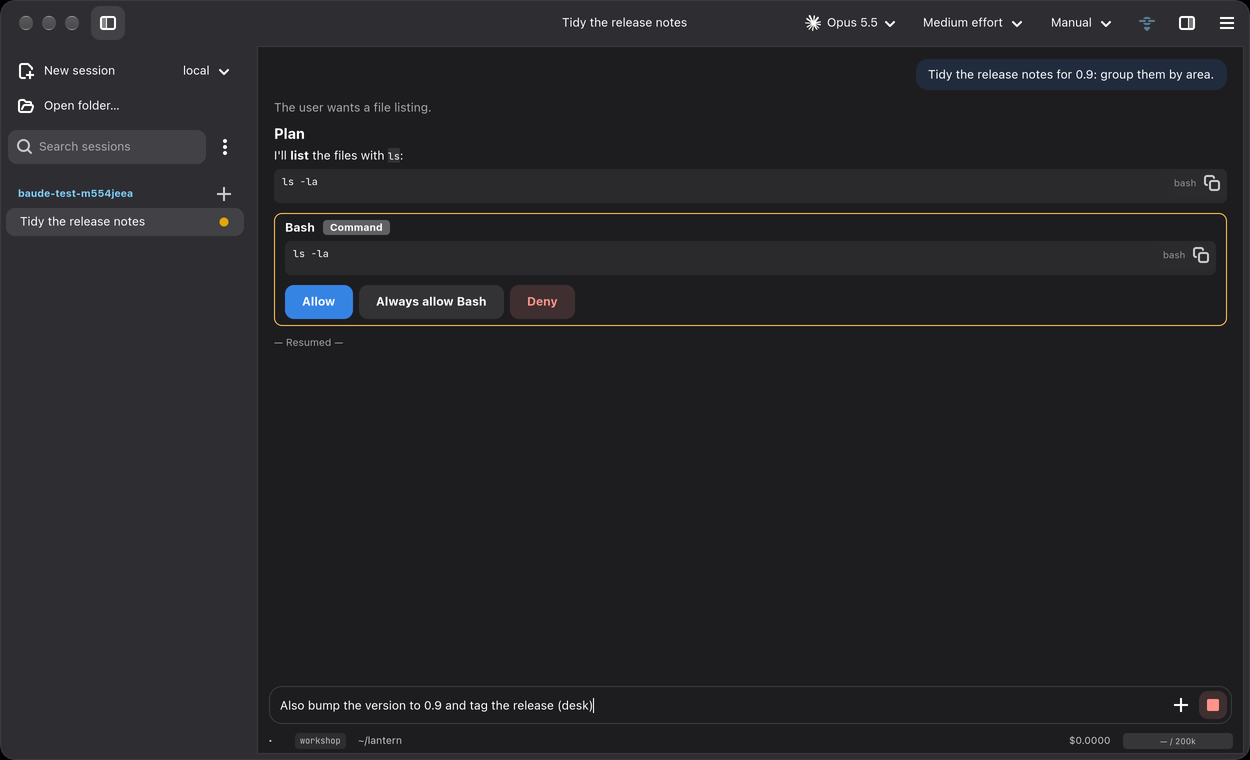 Tidy the release notes
Opus 5.5
Medium effort
Manual
New session
local
Open folder...
Search sessions
baude-test-m554jeea
Tidy the release notes
Tidy the release notes for 0.9: group them by area.
The user wants a file listing.
Plan
I'll list the files with ls:
ls -la
bash
Bash Command
ls -la
bash
Allow
Always allow Bash
Deny
— Resumed —
Also bump the version to 0.9 and tag the release (desk)
workshop ~/lantern
$0.0000
— / 200k